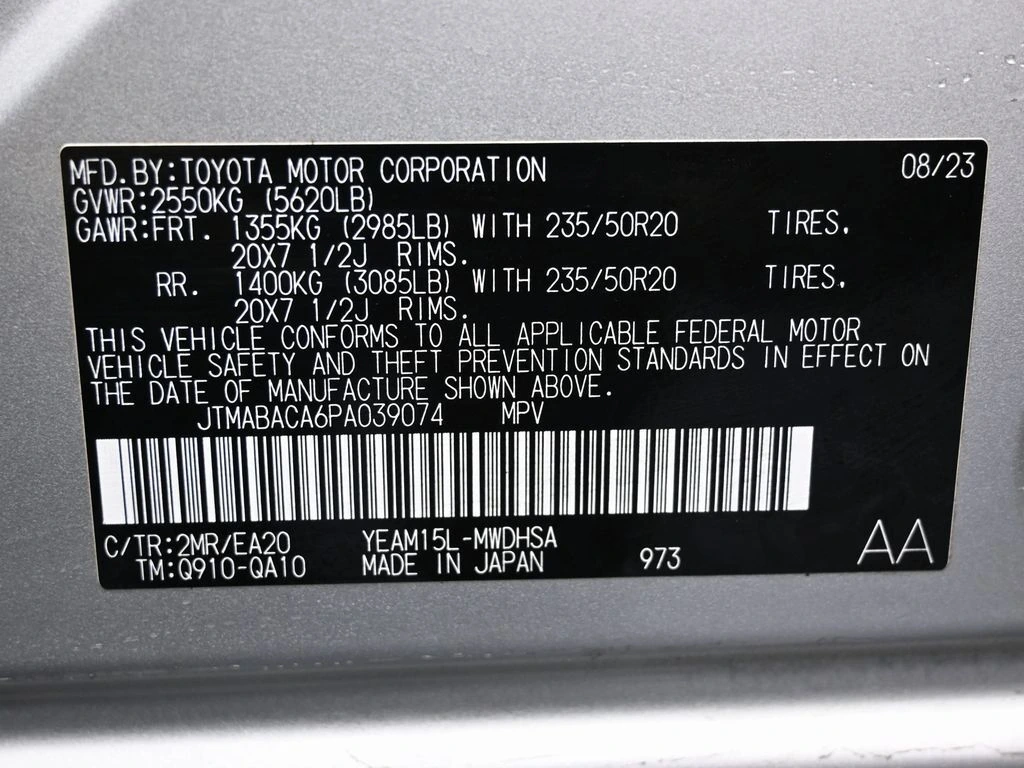 MFD.BY:TOYOTA MOTOR CORPORATION 08/23
GVWR:2550KG (5620LB)
GAWR:FRT. 1355KG (2985LB) WITH 235/50R20 TIRES.
20X7 1/2J RIMS.
RR. 1400KG (3085LB) WITH 235/50R20 TIRES.
20X7 1/2J RIMS.
THIS VEHICLE CONFORMS TO ALL APPLICABLE FEDERAL MOTOR
VEHICLE SAFETY AND THEFT PREVENTION STANDARDS IN EFFECT ON
THE DATE OF MANUFACTURE SHOWN ABOVE.
JTMABACA6PA039074 MPV
C/TR:2MR/EA20 YEAM15L-MWDHSA
TM:Q910-QA10 MADE IN JAPAN 973 AA